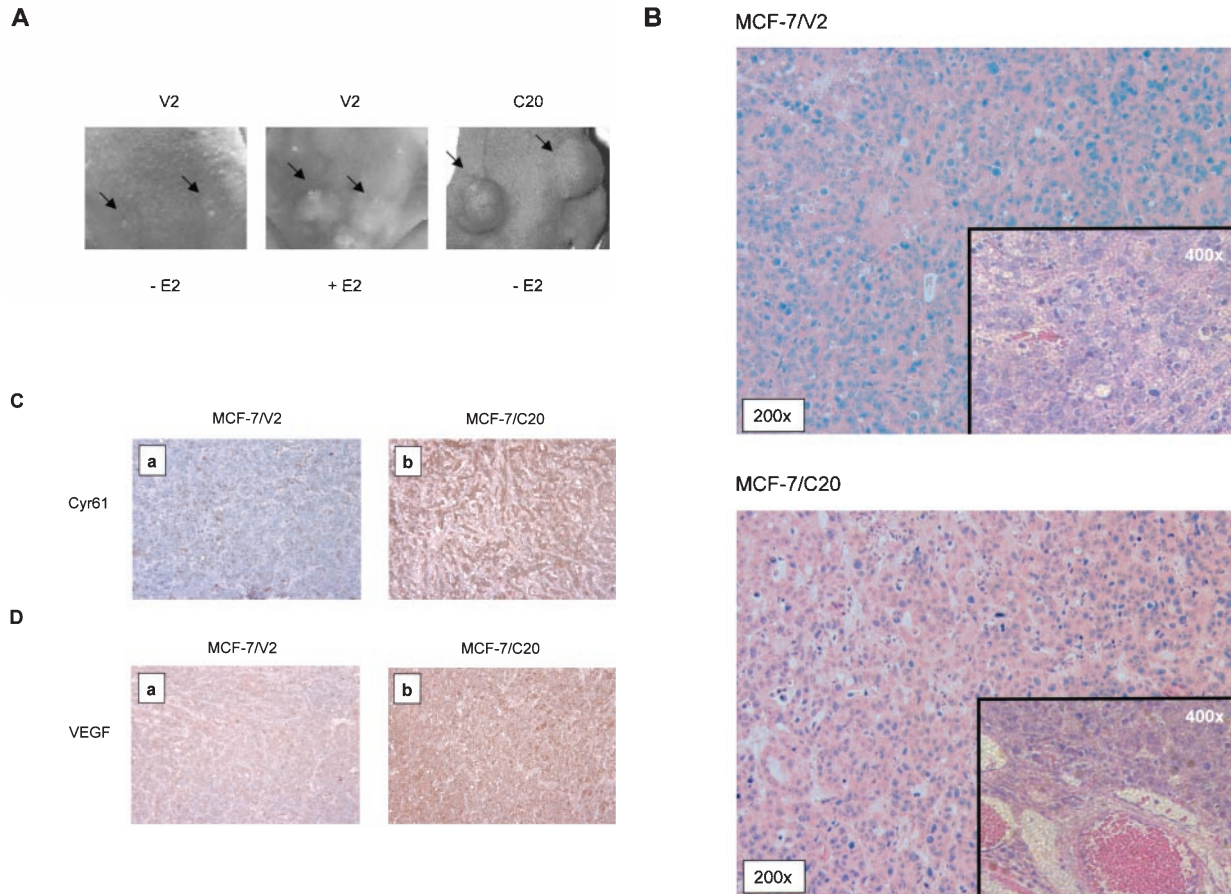 A
V2
V2
C20
- E2
+ E2
- E2
B
MCF-7/V2
400x
200x
MCF-7/C20
400x
200x
C
MCF-7/V2
MCF-7/C20
Cyr61
a
b
D
MCF-7/V2
MCF-7/C20
VEGF
a
b